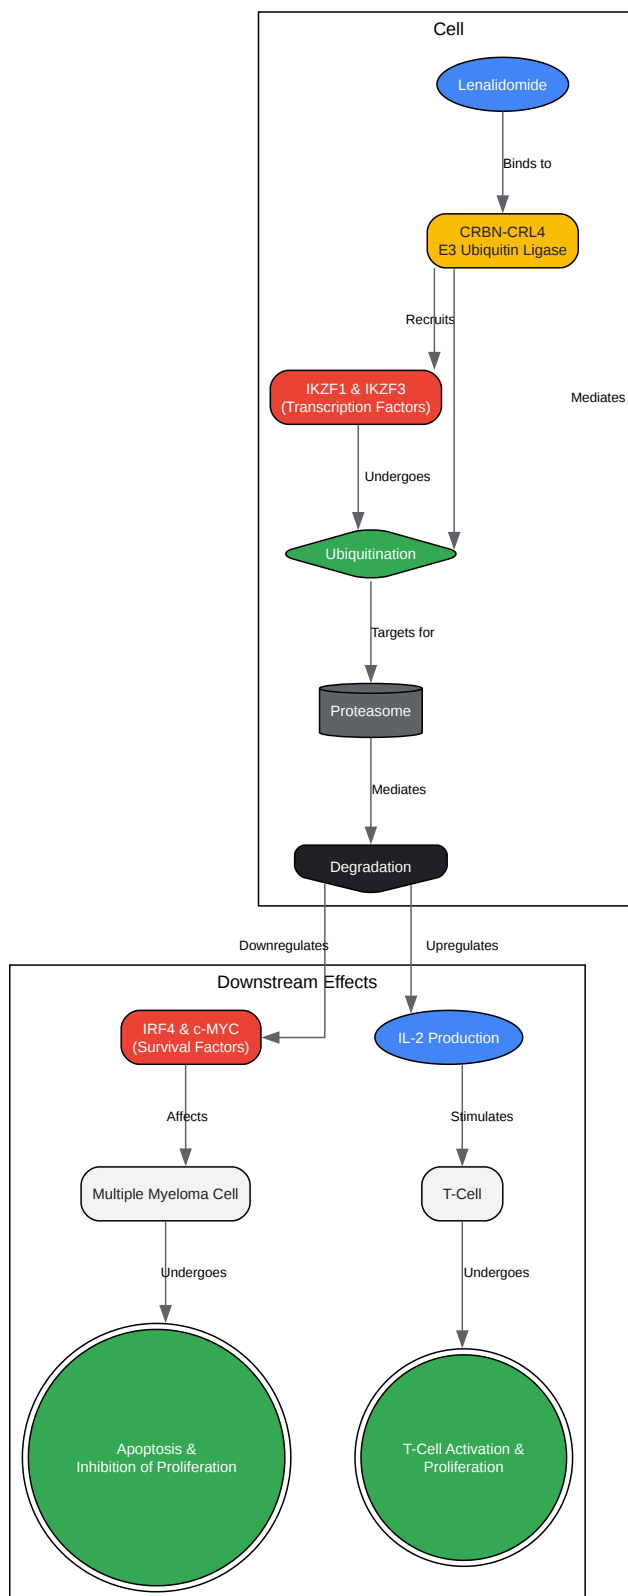 Cell
Lenalidomide
Binds to
CRBN-CRL4
E3 Ubiquitin Ligase
Recruits
IKZF1 & IKZF3
(Transcription Factors)
Mediates
Undergoes
Ubiquitination
Targets for
Proteasome
Mediates
Degradation
Downregulates
Upregulates
Downstream Effects
IRF4 & c-MYC
(Survival Factors)
IL-2 Production
Affects
Stimulates
Multiple Myeloma Cell
T-Cell
Undergoes
Undergoes
Apoptosis &
Inhibition of Proliferation
T-Cell Activation &
Proliferation